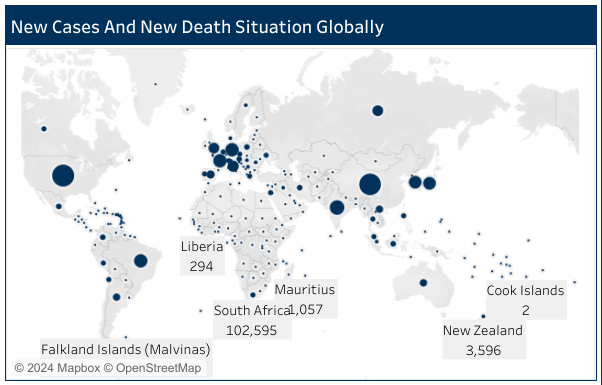 New Cases And New Death Situation Globally
Liberia
294
Mauritius
1,057
South Africa
102,595
Cook Islands
2
New Zealand
3,596
Falkland Islands (Malvinas)
© 2024 Mapbox © OpenStreetMap